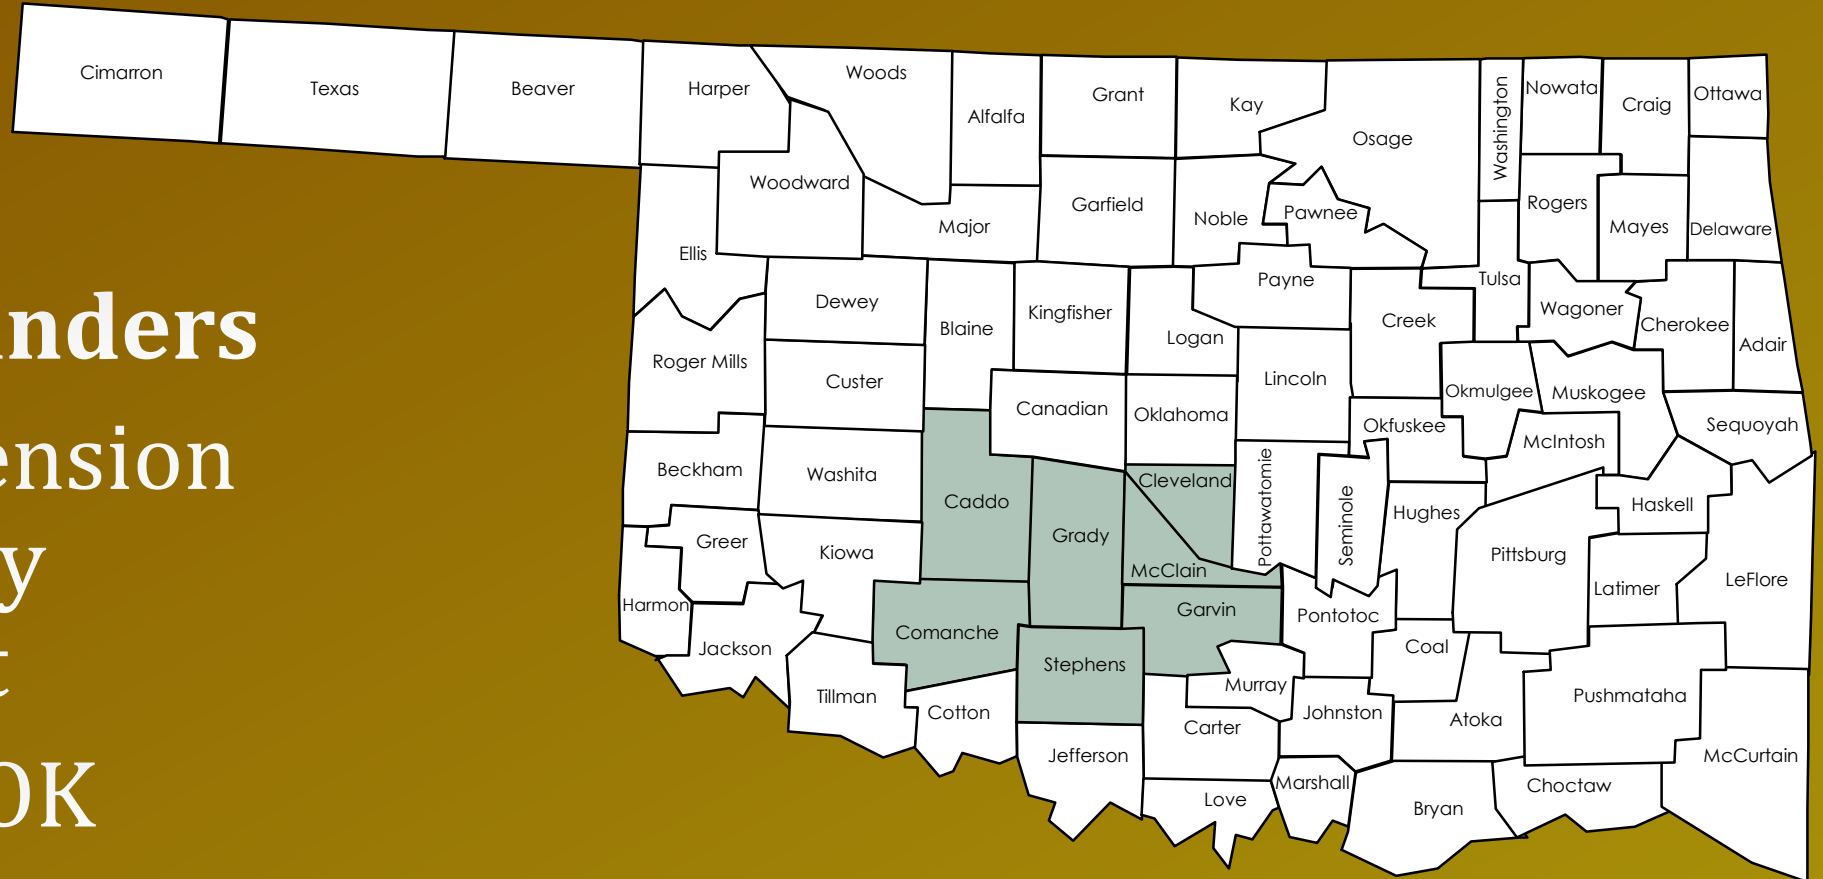 Cimarron
Texas
Beaver
Harper
Woods
Alfalfa
Grant
Kay
Osage
Washington
Nowata
Craig
Ottawa
Woodward
Major
Garfield
Noble
Pawnee
Rogers
Mayes
Delaware
Ellis
Dewey
Blaine
Kingfisher
Logan
Payne
Creek
Tulsa
Wagoner
Cherokee
Adair
nders
Roger Mills
Custer
Canadian
Oklahoma
Lincoln
Okfuskee
Okmulgee
Muskogee
McIntosh
Sequoyah
ension
Beckham
Washita
Caddo
Grady
Cleveland
Pottawatomie
Seminole
Hughes
Pittsburg
Haskell
y
Greer
Kiowa
McClain
Latimer
LeFlore
Harmon
Jackson
Comanche
Stephens
Garvin
Pontotoc
Coal
t
Tillman
Cotton
Murray
Carter
Johnston
Atoka
Pushmataha
OK
Jefferson
Love
Marshall
Bryan
Choctaw
McCurtain